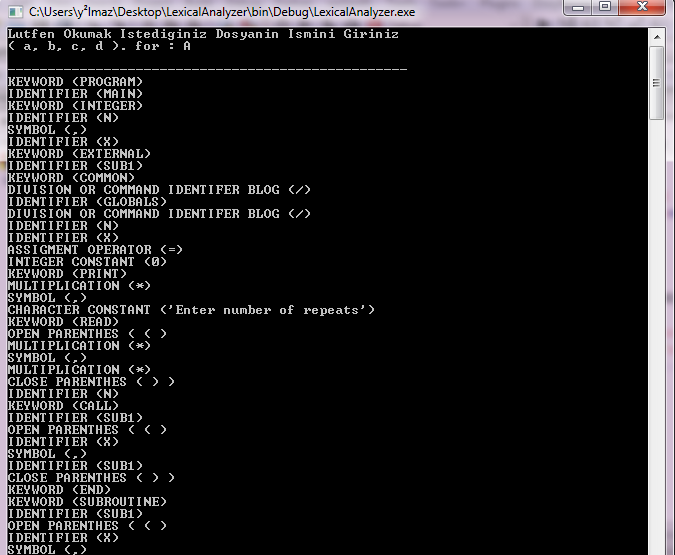 C:\Users\y²lmaz\Desktop\LexicalAnalyzer\bin\Debug\LexicalAnalyzer.exe
Lutfen Okumak Istediginiz Dosyanin Ismini Giriniz
( a, b, c, d ). for : A
--------------------------------------------------
KEYWORD (PROGRAM)
IDENTIFIER (MAIN)
KEYWORD (INTEGER)
IDENTIFIER (N)
SYMBOL (,)
IDENTIFIER (X)
KEYWORD (EXTERNAL)
IDENTIFIER (SUB1)
KEYWORD (COMMON)
DIVISION OR COMMAND IDENTIFER BLOG (/)
IDENTIFIER (GLOBALS)
DIVISION OR COMMAND IDENTIFER BLOG (/)
IDENTIFIER (N)
IDENTIFIER (X)
ASSIGMENT OPERATOR (=)
INTEGER CONSTANT (0)
KEYWORD (PRINT)
MULTIPLICATION (*)
SYMBOL (,)
CHARACTER CONSTANT ('Enter number of repeats')
KEYWORD (READ)
OPEN PARENTHES ( ( )
MULTIPLICATION (*)
SYMBOL (,)
MULTIPLICATION (*)
CLOSE PARENTHES ( ) )
IDENTIFIER (N)
KEYWORD (CALL)
IDENTIFIER (SUB1)
OPEN PARENTHES ( ( )
IDENTIFIER (X)
SYMBOL (,)
IDENTIFIER (SUB1)
CLOSE PARENTHES ( ) )
KEYWORD (END)
KEYWORD (SUBROUTINE)
IDENTIFIER (SUB1)
OPEN PARENTHES ( ( )
IDENTIFIER (X)
SYMBOL (,)